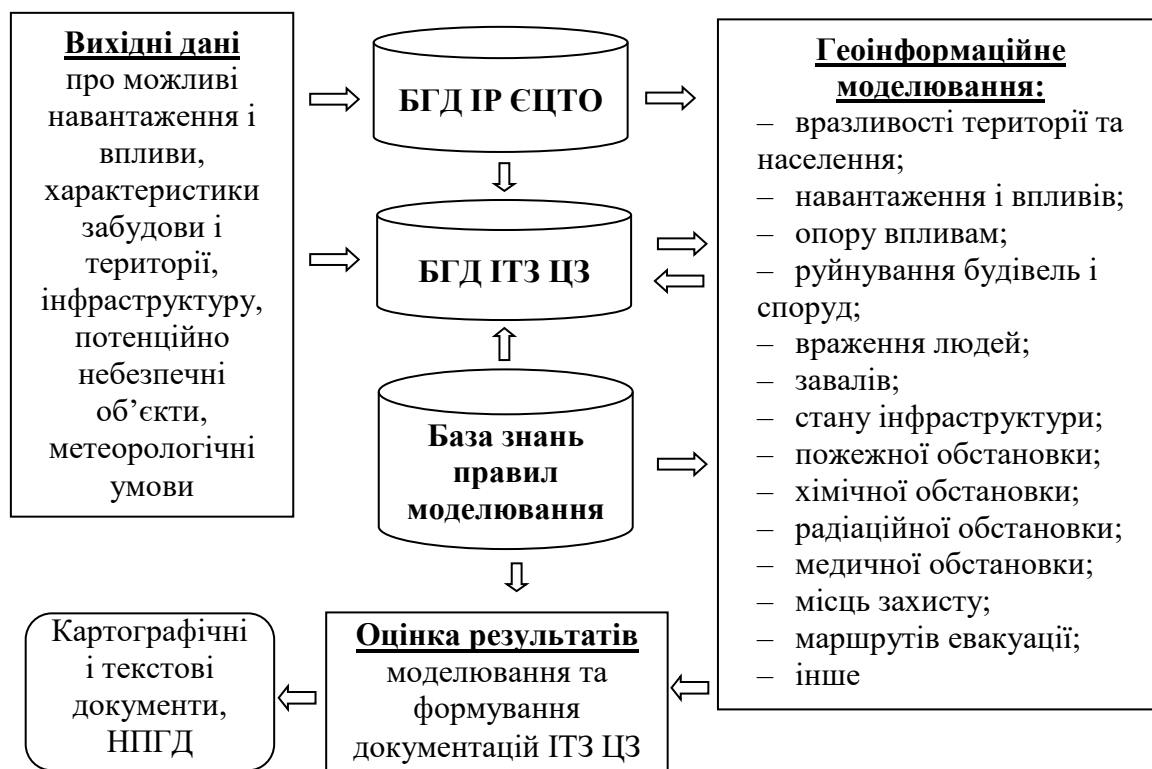 Вихідні дані
про можливі
навантаження і
впливи,
характеристики
забудови і
території,
інфраструктуру,
потенційно
небезпечні
об’єкти,
метеорологічні
умови
БГД ІР ЄЦТО
БГД ІТЗ ЦЗ
База знань
правил
моделювання
Геоінформаційне
моделювання:
– вразливості території та
населення;
– навантаження і впливів;
– опору впливам;
– руйнування будівель і
споруд;
– враження людей;
– завалів;
– стану інфраструктури;
– пожежної обстановки;
– хімічної обстановки;
– радіаційної обстановки;
– медичної обстановки;
– місць захисту;
– маршрутів евакуації;
– інше
Оцінка результатів
моделювання та
формування
документацій ІТЗ ЦЗ
Картографічні
і текстові
документи,
НПГД